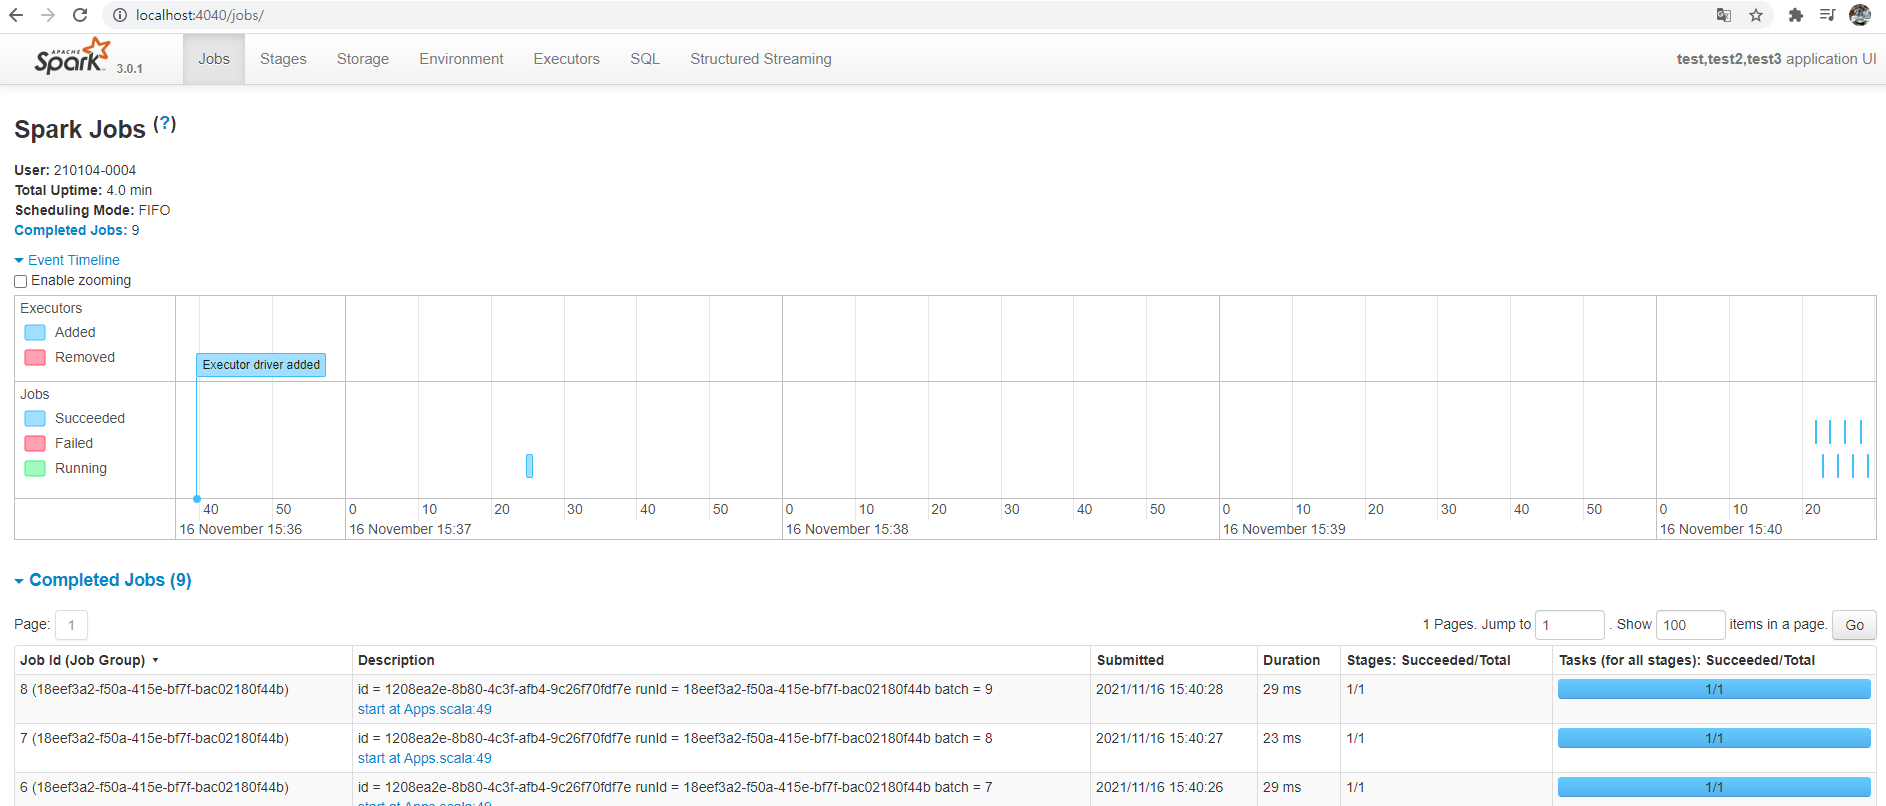 localhost:4040/jobs/
APACHE Spark 3.0.1 Jobs Stages Storage Environment Executors SQL Structured Streaming test,test2,test3 application UI
Spark Jobs (?)
User: 210104-0004
Total Uptime: 4.0 min
Scheduling Mode: FIFO
Completed Jobs: 9
Event Timeline
Enable zooming
Executors
Added
Removed
Executor driver added
Jobs
Succeeded
Failed
Running
40 50 0 10 20 30 40 50 0 10 20 30 40 50 0 10 20 30 40 50 0 10 20
16 November 15:36 16 November 15:37 16 November 15:38 16 November 15:39 16 November 15:40
Completed Jobs (9)
Page: 1 1 Pages. Jump to 1 . Show 100 items in a page. Go
Job Id (Job Group) Description Submitted Duration Stages: Succeeded/Total Tasks (for all stages): Succeeded/Total
8 (18eef3a2-f50a-415e-bf7f-bac02180f44b) id = 1208ea2e-8b80-4c3f-afb4-9c26f70fdf7e runId = 18eef3a2-f50a-415e-bf7f-bac02180f44b batch = 9 2021/11/16 15:40:28 29 ms 1/1 1/1
start at Apps.scala:49
7 (18eef3a2-f50a-415e-bf7f-bac02180f44b) id = 1208ea2e-8b80-4c3f-afb4-9c26f70fdf7e runId = 18eef3a2-f50a-415e-bf7f-bac02180f44b batch = 8 2021/11/16 15:40:27 23 ms 1/1 1/1
start at Apps.scala:49
6 (18eef3a2-f50a-415e-bf7f-bac02180f44b) id = 1208ea2e-8b80-4c3f-afb4-9c26f70fdf7e runId = 18eef3a2-f50a-415e-bf7f-bac02180f44b batch = 7 2021/11/16 15:40:26 29 ms 1/1 1/1
start at Apps.scala:49